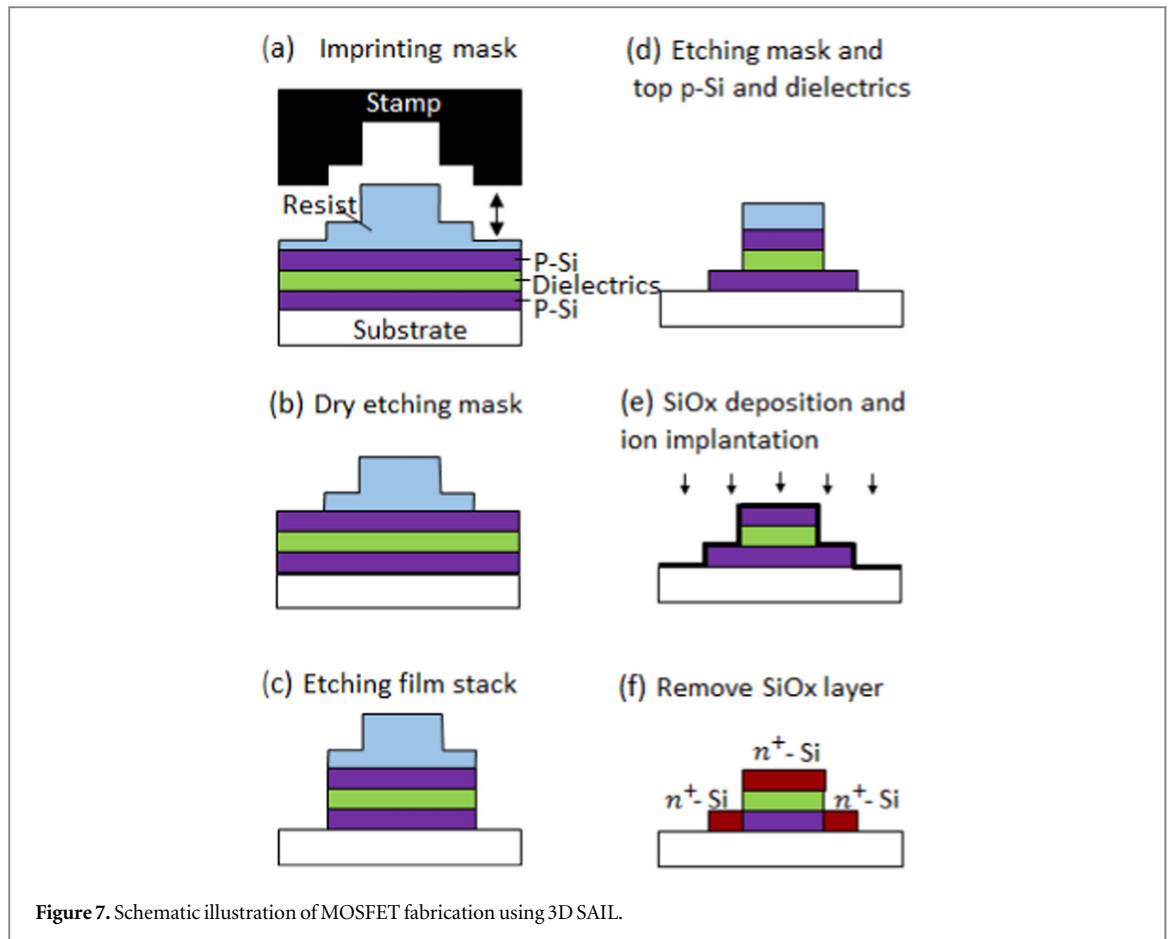 (a) Imprinting mask
Stamp
Resist
P-Si
Dielectrics
P-Si
Substrate
(b) Dry etching mask
(c) Etching film stack
(d) Etching mask and
top p-Si and dielectrics
(e) SiOx deposition and
ion implantation
(f) Remove SiOx layer
n⁺- Si
n⁺- Si n⁺- Si
Figure 7. Schematic illustration of MOSFET fabrication using 3D SAIL.